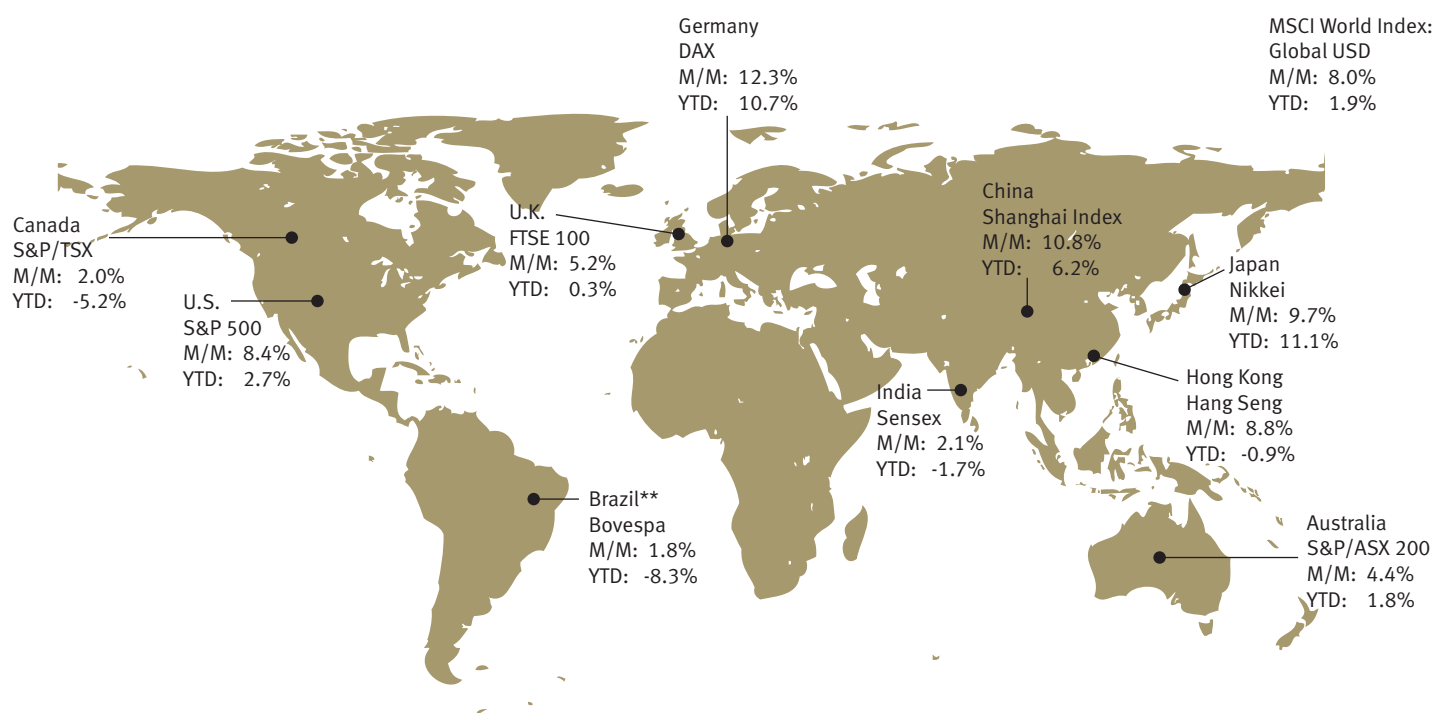 Germany
DAX
M/M: 12.3%
YTD: 10.7%
MSCI World Index:
Global USD
M/M: 8.0%
YTD: 1.9%
Canada
S&P/TSX
M/M: 2.0%
YTD: -5.2%
U.S.
S&P 500
M/M: 8.4%
YTD: 2.7%
U.K.
FTSE 100
M/M: 5.2%
YTD: 0.3%
China
Shanghai Index
M/M: 10.8%
YTD: 6.2%
Japan
Nikkei
M/M: 9.7%
YTD: 11.1%
Hong Kong
Hang Seng
M/M: 8.8%
YTD: -0.9%
India
Sensex
M/M: 2.1%
YTD: -1.7%
Brazil**
Bovespa
M/M: 1.8%
YTD: -8.3%
Australia
S&P/ASX 200
M/M: 4.4%
YTD: 1.8%